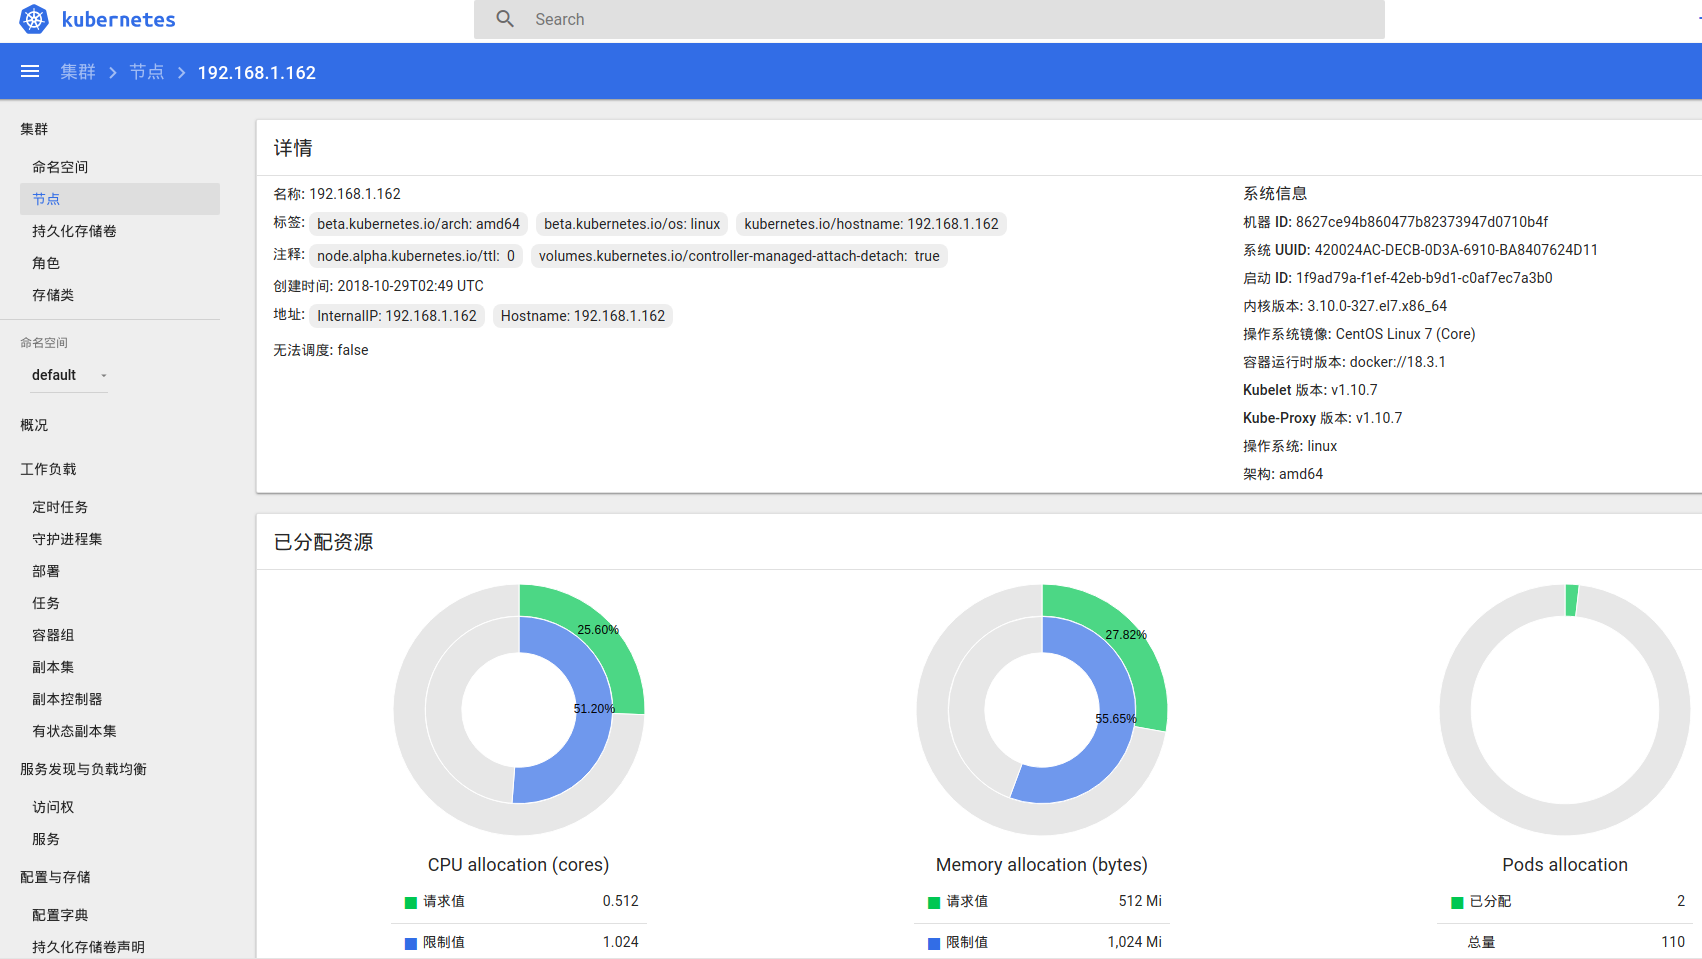 kubernetes
Search
集群 > 节点 > 192.168.1.162
集群
命名空间
节点
持久化存储卷
角色
存储类
命名空间
default
概况
工作负载
定时任务
守护进程集
部署
任务
容器组
副本集
副本控制器
有状态副本集
服务发现与负载均衡
访问权
服务
配置与存储
配置字典
持久化存储卷声明
详情
名称: 192.168.1.162
标签: beta.kubernetes.io/arch: amd64 beta.kubernetes.io/os: linux kubernetes.io/hostname: 192.168.1.162
注释: node.alpha.kubernetes.io/ttl: 0 volumes.kubernetes.io/controller-managed-attach-detach: true
创建时间: 2018-10-29T02:49 UTC
地址: InternalIP: 192.168.1.162 Hostname: 192.168.1.162
无法调度: false
系统信息
机器 ID: 8627ce94b860477b82373947d0710b4f
系统 UUID: 420024AC-DECB-0D3A-6910-BA8407624D11
启动 ID: 1f9ad79a-f1ef-42eb-b9d1-c0af7ec7a3b0
内核版本: 3.10.0-327.el7.x86_64
操作系统镜像: CentOS Linux 7 (Core)
容器运行时版本: docker://18.3.1
Kubelet 版本: v1.10.7
Kube-Proxy 版本: v1.10.7
操作系统: linux
架构: amd64
已分配资源
25.60%
51.20%
CPU allocation (cores)
请求值 0.512
限制值 1.024
27.82%
55.65%
Memory allocation (bytes)
请求值 512 Mi
限制值 1,024 Mi
Pods allocation
已分配 2
总量 110